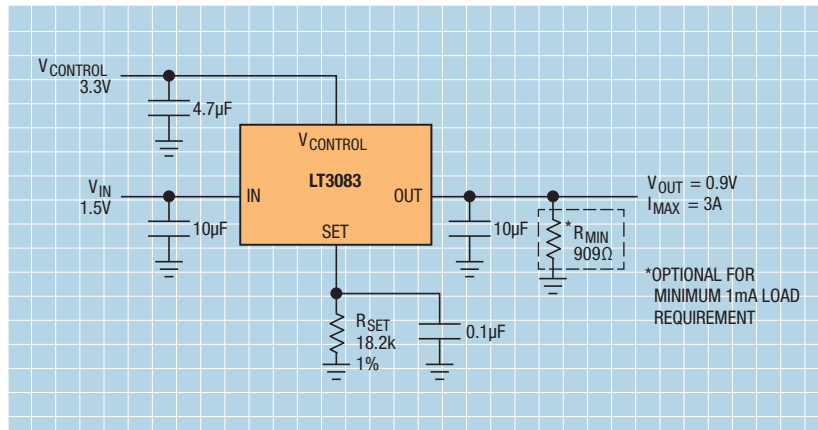 VCONTROL
3.3V
4.7µF
VCONTROL
LT3083
IN
OUT
SET
VIN
1.5V
10µF
10µF
VOUT = 0.9V
IMAX = 3A
*RMIN
909Ω
*OPTIONAL FOR
MINIMUM 1mA LOAD
REQUIREMENT
RSET
18.2k
1%
0.1µF